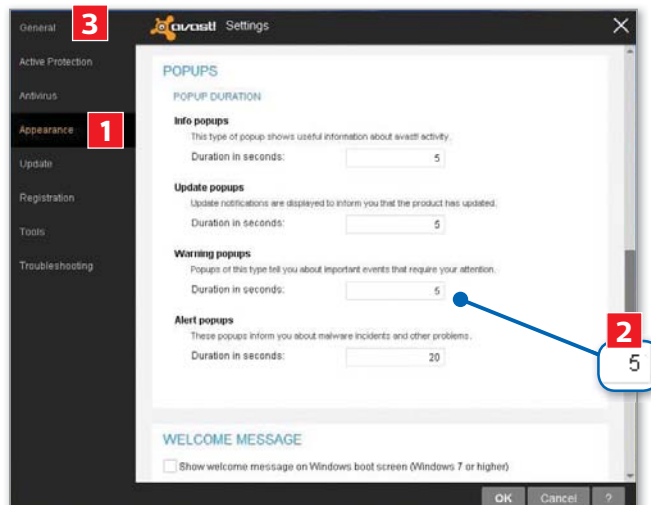 General
3
avast! Settings
Active Protection
Antivirus
Appearance
1
Update
Registration
Tools
Troubleshooting
POPUPS
POPUP DURATION
Info popups
This type of popup shows useful information about avast! activity.
Duration in seconds: 5
Update popups
Update notifications are displayed to inform you that the product has updated.
Duration in seconds: 5
Warning popups
Popups of this type tell you about important events that require your attention.
Duration in seconds: 5
Alert popups
These popups inform you about malware incidents and other problems.
Duration in seconds: 20
2
5
WELCOME MESSAGE
Show welcome message on Windows boot screen (Windows 7 or higher)
OK Cancel ?